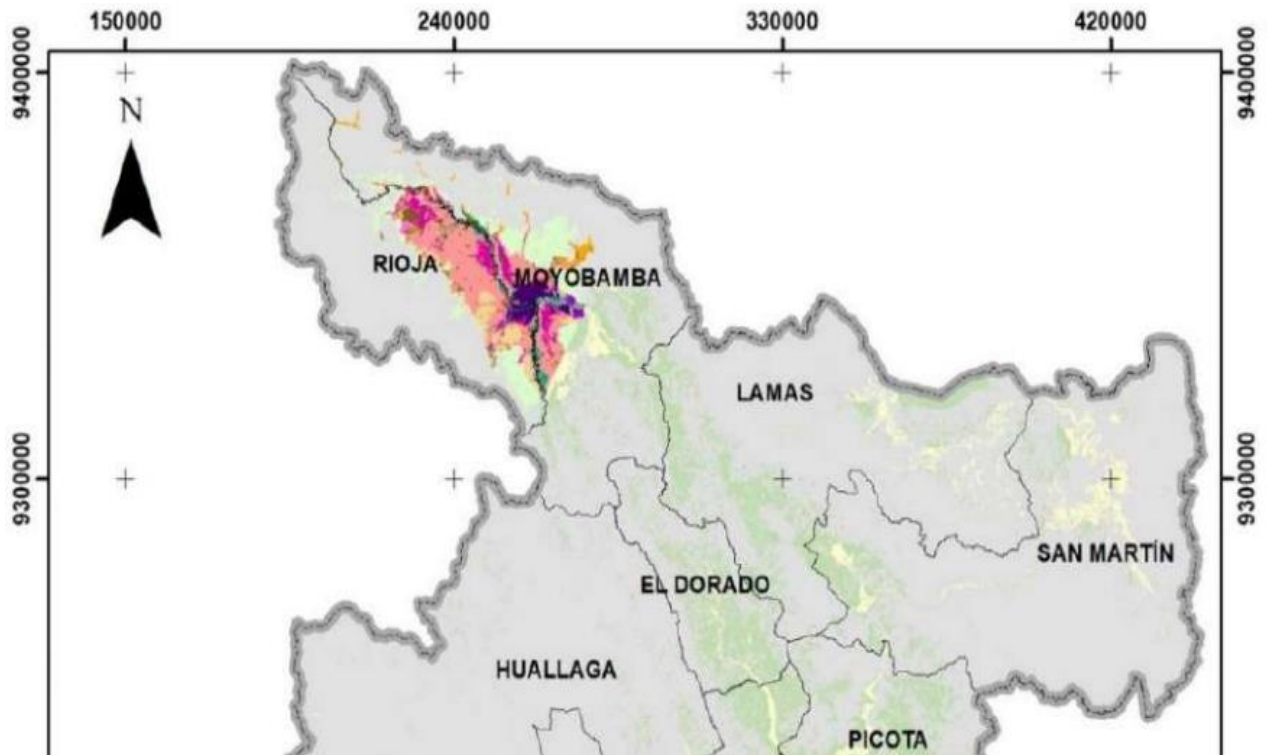 150000 240000 330000 420000
9400000 9400000
N
RIOJA
MOYOBAMBA
LAMAS
9300000 9300000
SAN MARTÍN
EL DORADO
HUALLAGA
PICOTA